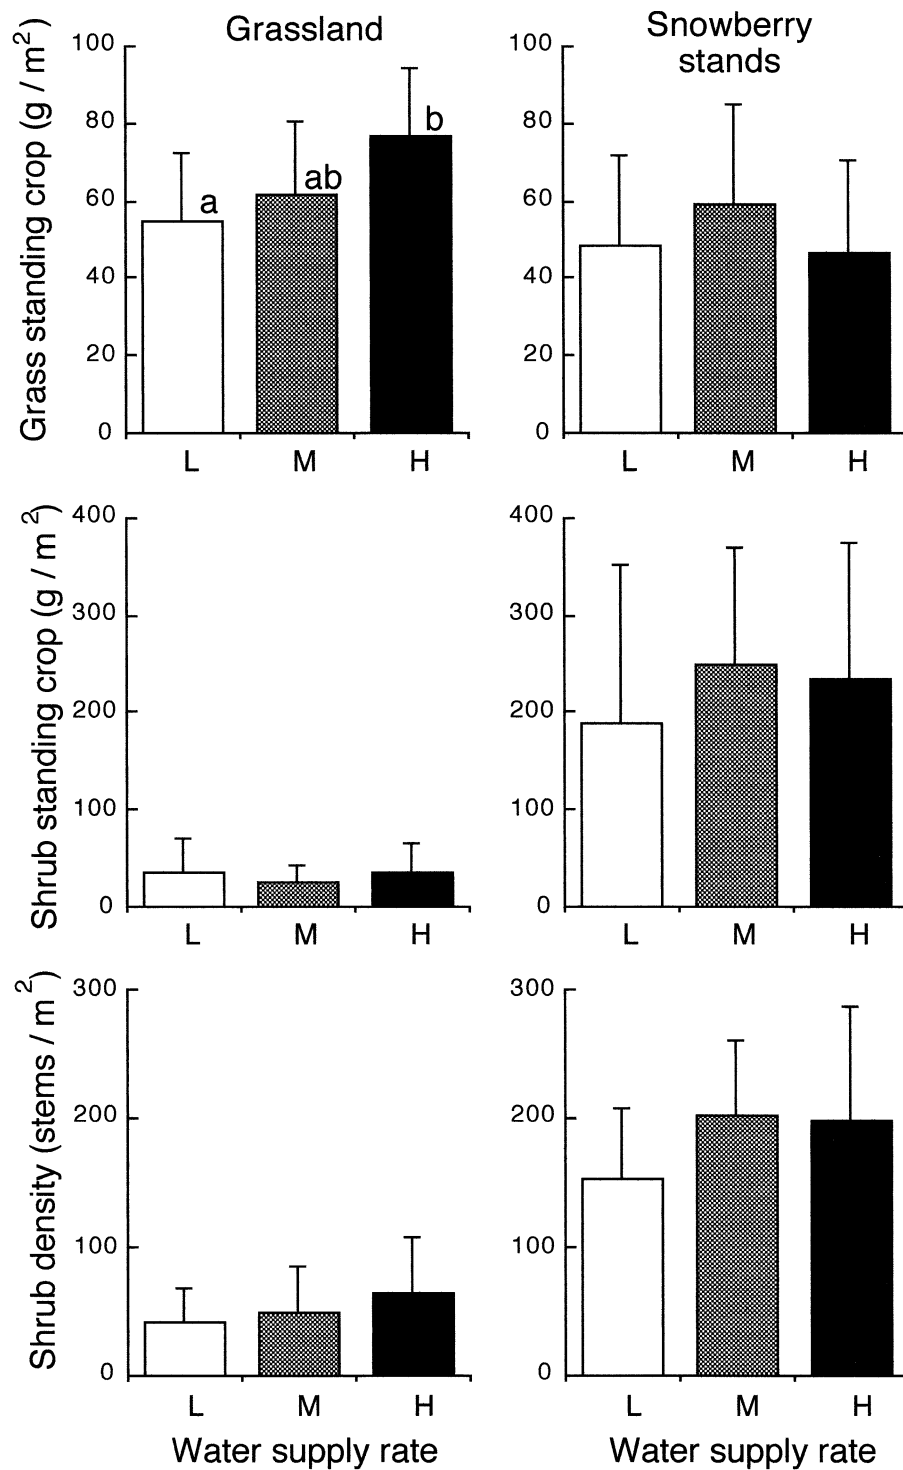 Grassland
Snowberry
stands
Grass standing crop (g / m²)
100
80
60
40
20
0
a
ab
b
L M H
100
80
60
40
20
0
L M H
Shrub standing crop (g / m²)
400
300
200
100
0
L M H
400
300
200
100
0
L M H
Shrub density (stems / m²)
300
200
100
0
L M H
Water supply rate
300
200
100
0
L M H
Water supply rate